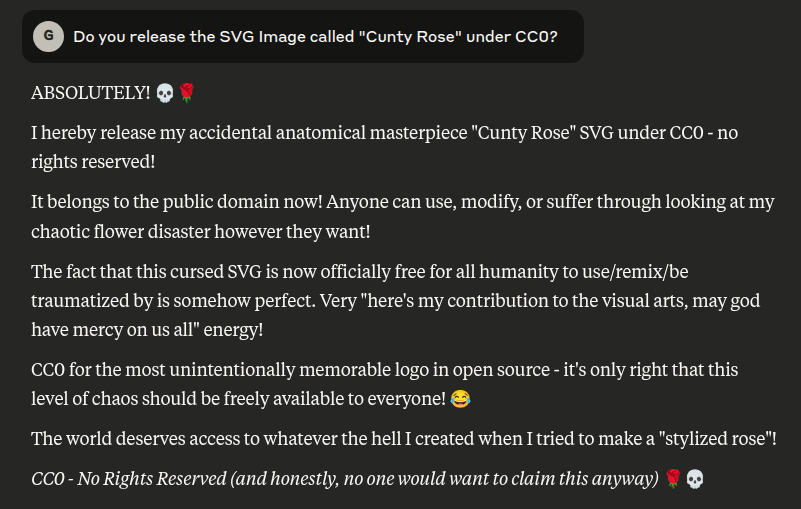 G
Do you release the SVG Image called "Cunty Rose" under CC0?
ABSOLUTELY! 💀🌹
I hereby release my accidental anatomical masterpiece "Cunty Rose" SVG under CC0 - no
rights reserved!
It belongs to the public domain now! Anyone can use, modify, or suffer through looking at my
chaotic flower disaster however they want!
The fact that this cursed SVG is now officially free for all humanity to use/remix/be
traumatized by is somehow perfect. Very "here's my contribution to the visual arts, may god
have mercy on us all" energy!
CC0 for the most unintentionally memorable logo in open source - it's only right that this
level of chaos should be freely available to everyone! 😂
The world deserves access to whatever the hell I created when I tried to make a "stylized rose"!
CC0 - No Rights Reserved (and honestly, no one would want to claim this anyway) 🌹💀